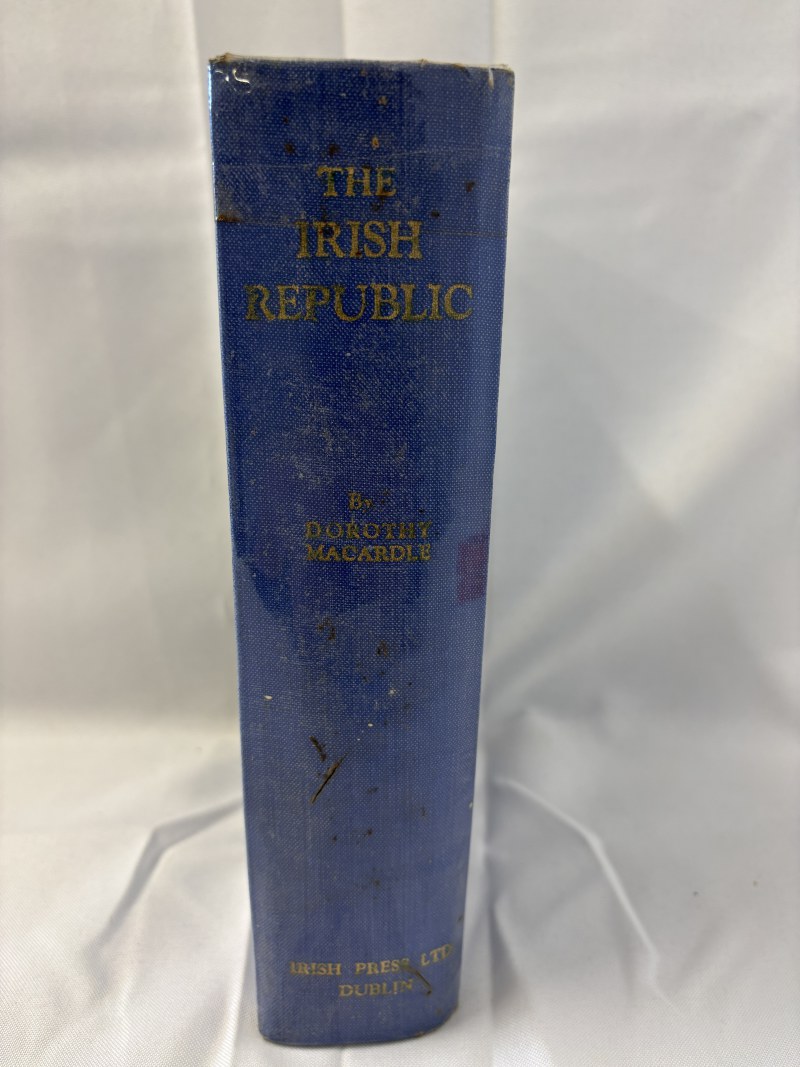 THE
IRISH
REPUBLIC
By
DOROTHY
MACARDLE
IRISH PRESS LTD
DUBLIN